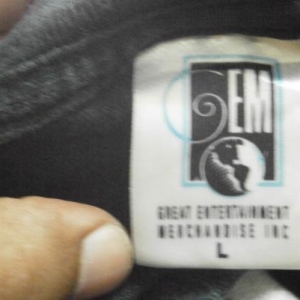 GEM
GREAT ENTERTAINMENT
MERCHANDISE INC
L